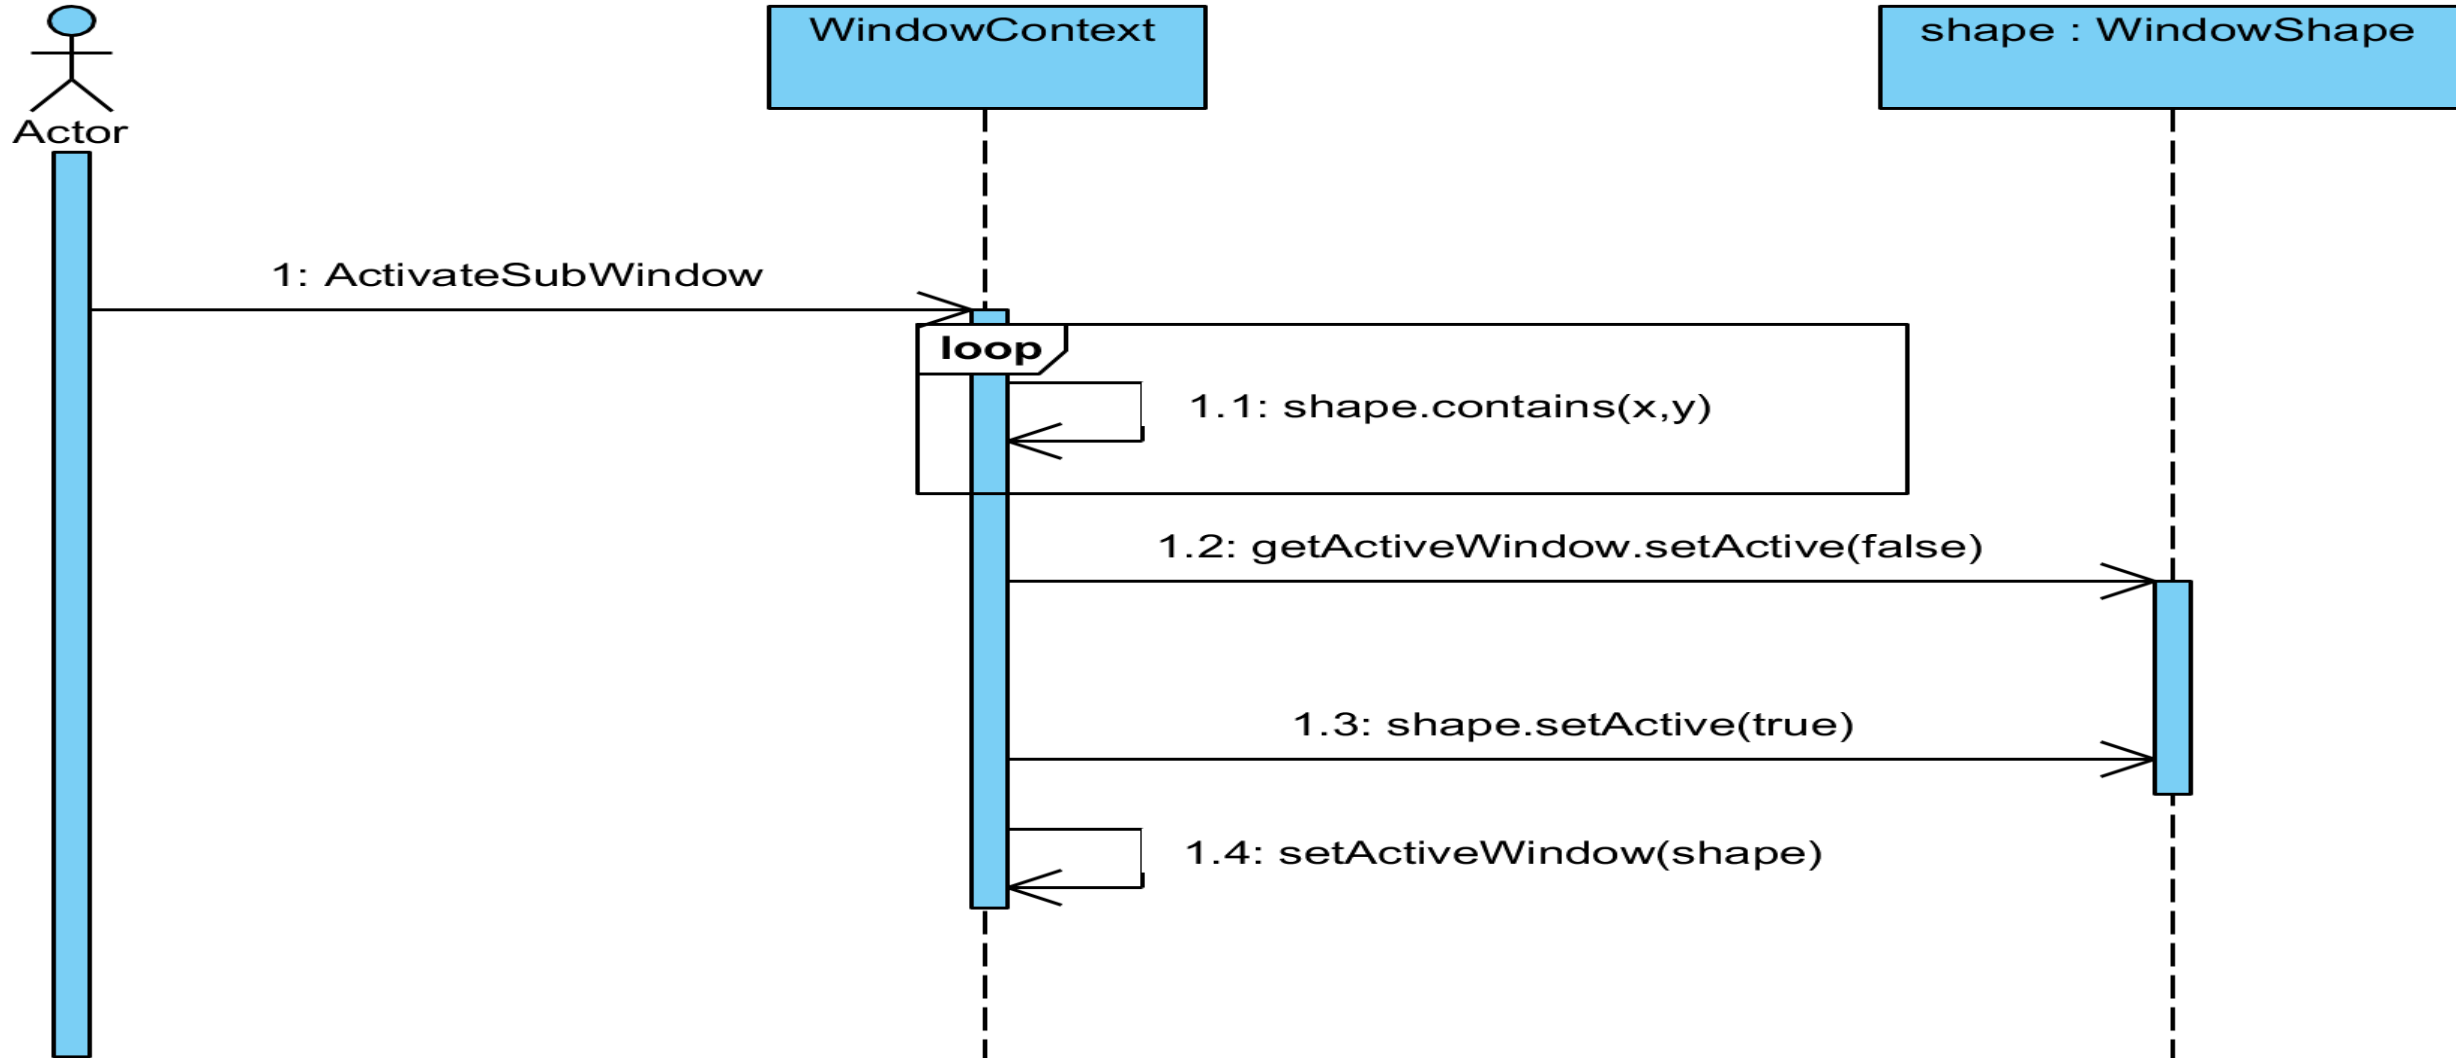 WindowContext
shape : WindowShape
Actor
1: ActivateSubWindow
loop
1.1: shape.contains(x,y)
1.2: getActiveWindow.setActive(false)
1.3: shape.setActive(true)
1.4: setActiveWindow(shape)